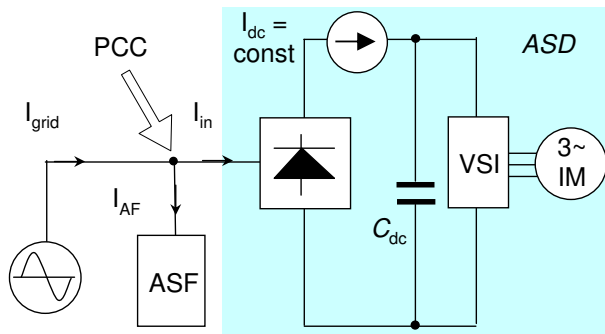 I_dc =
const
ASD
PCC
I_grid
I_in
VSI
3~
IM
I_AF
C_dc
ASF